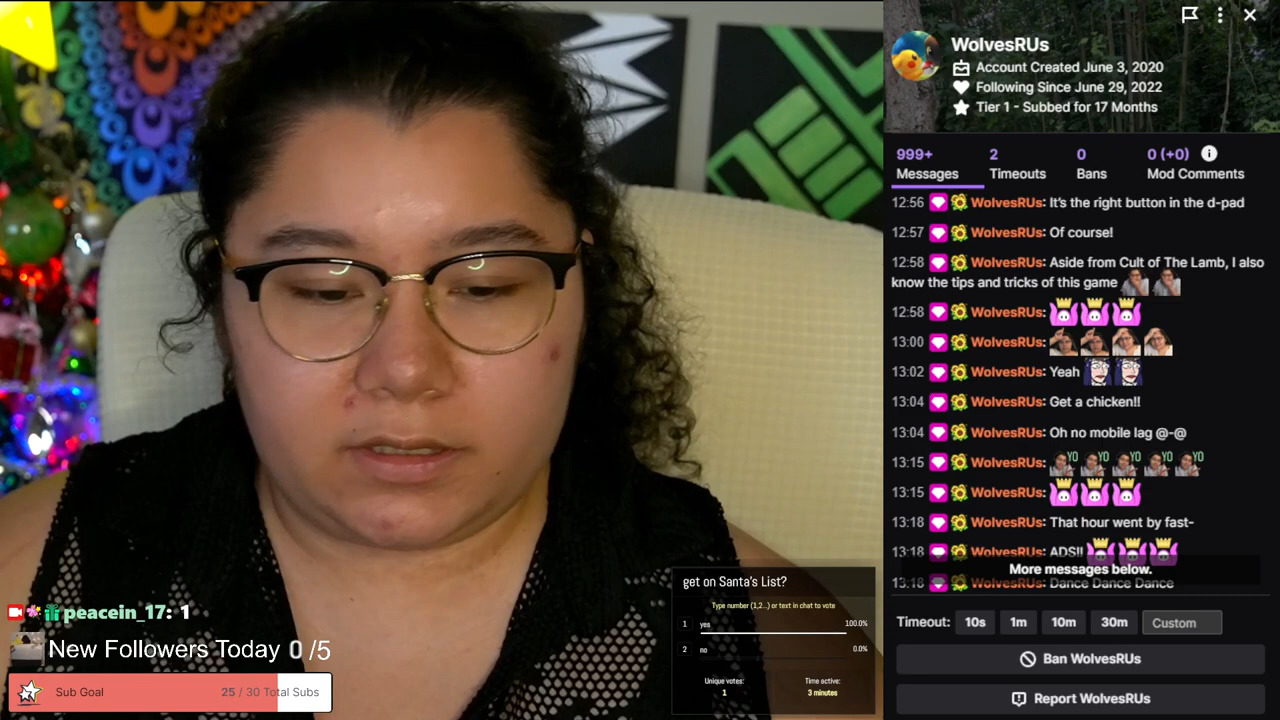 WolvesRUs
Account Created June 3, 2020
Following Since June 29, 2022
Tier 1 - Subbed for 17 Months
999+ 2 0 0 (+0)
Messages Timeouts Bans Mod Comments
12:56 WolvesRUs: It's the right button in the d-pad
12:57 WolvesRUs: Of course!
12:58 WolvesRUs: Aside from Cult of The Lamb, I also
know the tips and tricks of this game
12:58 WolvesRUs:
13:00 WolvesRUs:
13:02 WolvesRUs: Yeah
13:04 WolvesRUs: Get a chicken!!
13:04 WolvesRUs: Oh no mobile lag @-@
13:15 WolvesRUs: YO YO YO YO YO
13:15 WolvesRUs:
13:18 WolvesRUs: That hour went by fast-
13:18 WolvesRUs: ADS!!
More messages below.
13:18 WolvesRUs: Dance Dance Dance
Timeout: 10s 1m 10m 30m Custom
Ban WolvesRUs
Report WolvesRUs
get on Santa's List?
Type number (1,2...) or text in chat to vote
1 yes 100.0%
2 no 0.0%
Unique votes: Time active:
1 3 minutes
peacein_17: 1
New Followers Today 0 /5
Sub Goal 25 / 30 Total Subs